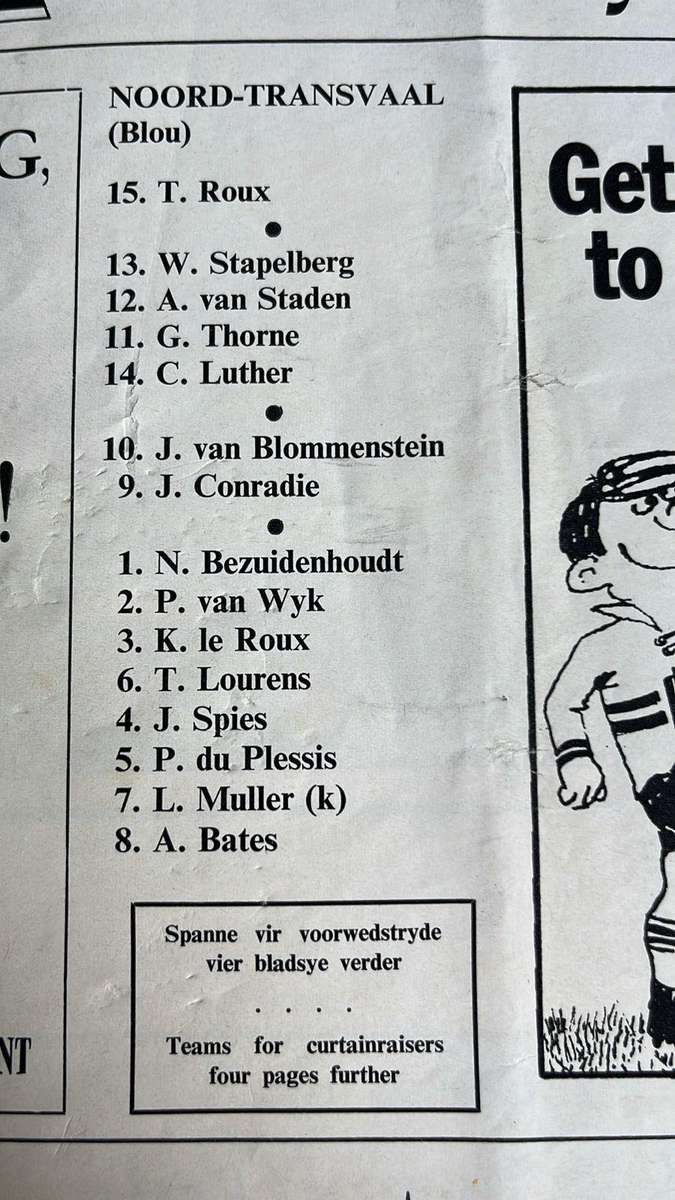 NOORD-TRANSVAAL
(Blou)
15. T. Roux
13. W. Stapelberg
12. A. van Staden
11. G. Thorne
14. C. Luther
10. J. van Blommenstein
9. J. Conradie
1. N. Bezuidenhoudt
2. P. van Wyk
3. K. le Roux
6. T. Lourens
4. J. Spies
5. P. du Plessis
7. L. Muller (k)
8. A. Bates
Spanne vir voorwedstryde
vier bladsye verder
. . . .
Teams for curtainraisers
four pages further
G,
!
NT
Get
to